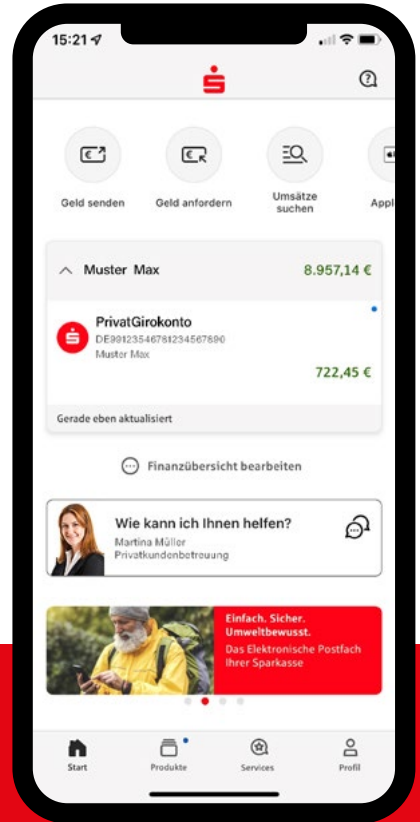 15:21
Geld senden
Geld anfordern
Umsätze
suchen
Appl
Muster Max
8.957,14 €
PrivatGirokonto
DE99123546781234567890
Muster Max
722,45 €
Gerade eben aktualisiert
Finanzübersicht bearbeiten
Wie kann ich Ihnen helfen?
Martina Müller
Privatkundenbetreuung
Einfach. Sicher.
Umweltbewusst.
Das Elektronische Postfach
Ihrer Sparkasse
Start
Produkte
Services
Profil